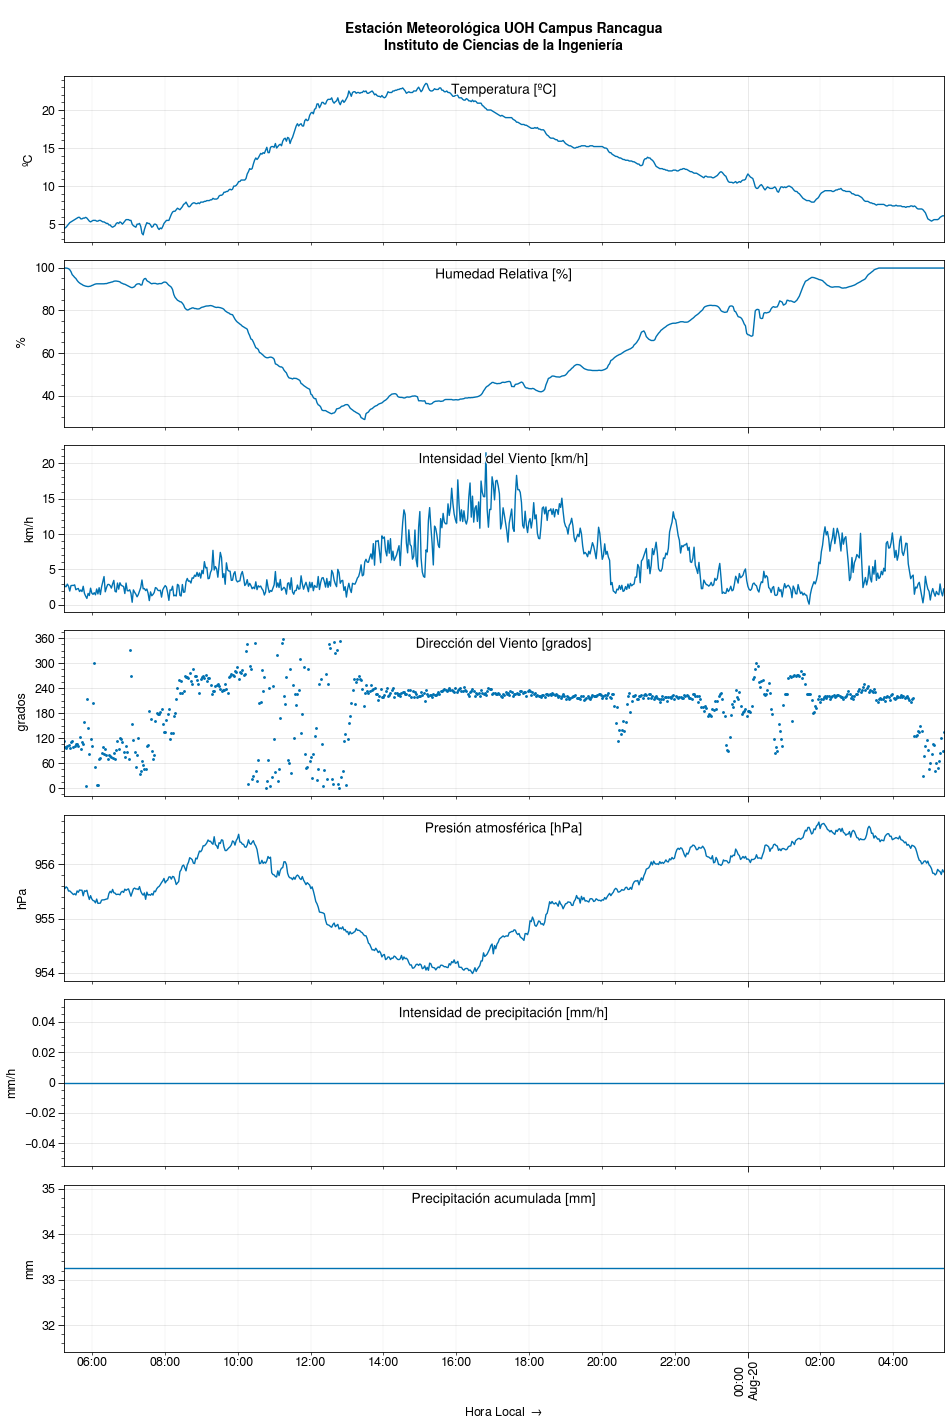 Estación Meteorológica UOH Campus Rancagua
Instituto de Ciencias de la Ingeniería
Temperatura [ºC]
20
15
10
5
ºC
Humedad Relativa [%]
100
80
60
40
%
Intensidad del Viento [km/h]
20
15
10
5
0
km/h
Dirección del Viento [grados]
360
300
240
180
120
60
0
grados
Presión atmosférica [hPa]
956
955
954
hPa
Intensidad de precipitación [mm/h]
0.04
0.02
0
−0.02
−0.04
mm/h
Precipitación acumulada [mm]
35
34
33
32
mm
06:00 08:00 10:00 12:00 14:00 16:00 18:00 20:00 22:00 00:00 02:00 04:00
Aug-20
Hora Local →